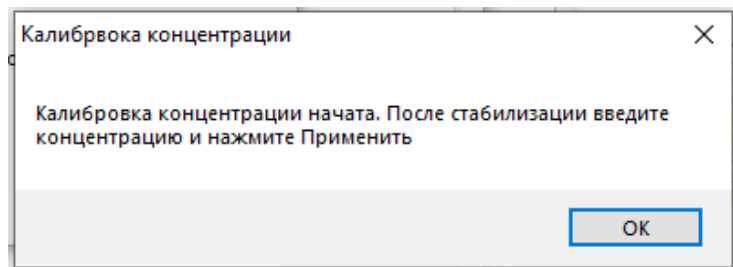 Калибрвока концентрации
Калибровка концентрации начата. После стабилизации введите
концентрацию и нажмите Применить
OK